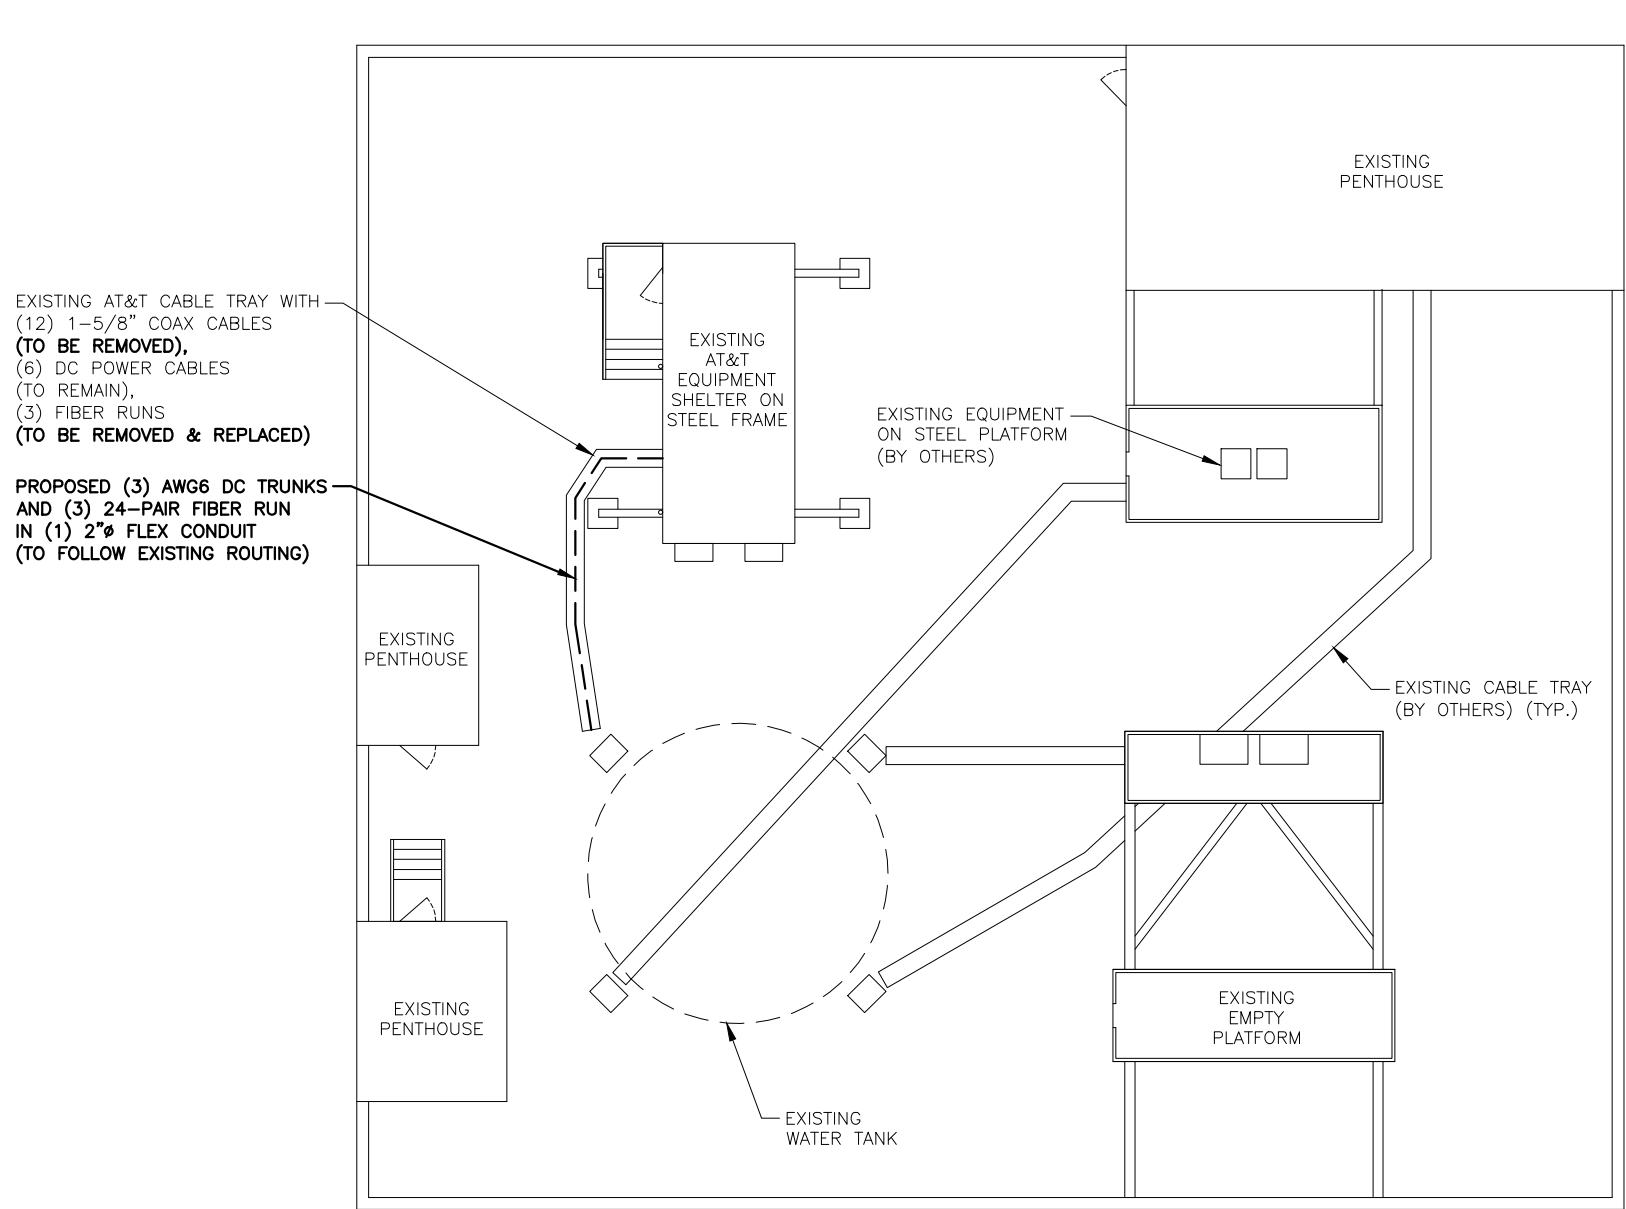 EXISTING
PENTHOUSE
EXISTING AT&T CABLE TRAY WITH
(12) 1-5/8" COAX CABLES
(TO BE REMOVED),
(6) DC POWER CABLES
(TO REMAIN),
(3) FIBER RUNS
(TO BE REMOVED & REPLACED)
PROPOSED (3) AWG6 DC TRUNKS
AND (3) 24-PAIR FIBER RUN
IN (1) 2"ø FLEX CONDUIT
(TO FOLLOW EXISTING ROUTING)
EXISTING
AT&T
EQUIPMENT
SHELTER ON
STEEL FRAME
EXISTING EQUIPMENT
ON STEEL PLATFORM
(BY OTHERS)
EXISTING
PENTHOUSE
EXISTING CABLE TRAY
(BY OTHERS) (TYP.)
EXISTING
PENTHOUSE
EXISTING
EMPTY
PLATFORM
EXISTING
WATER TANK